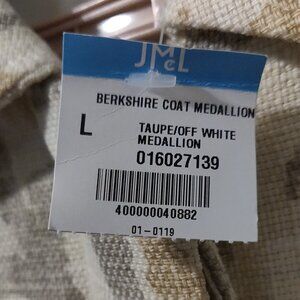 JMcL
BERKSHIRE COAT MEDALLION
L
TAUPE/OFF WHITE
MEDALLION
016027139
400000040882
01-0119